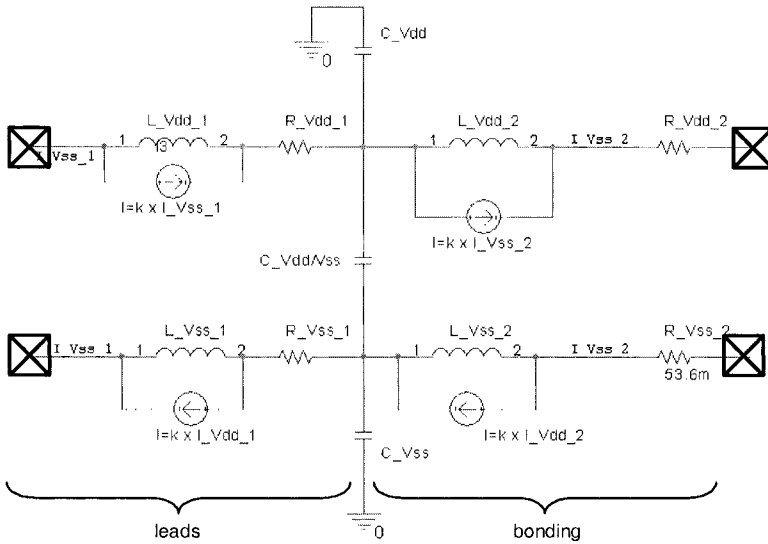 C_Vdd
0
L_Vdd_1
R_Vdd_1
L_Vdd_2
R_Vdd_2
1
3
2
1
2
I_Vss_2
I_Vss_1
I=k x I_Vss_1
I=k x I_Vss_2
C_Vdd/Vss
L_Vss_1
R_Vss_1
L_Vss_2
R_Vss_2
I_Vss_1
1
2
1
2
I_Vss_2
53.6m
I=k x I_Vdd_1
I=k x I_Vdd_2
C_Vss
0
leads
bonding